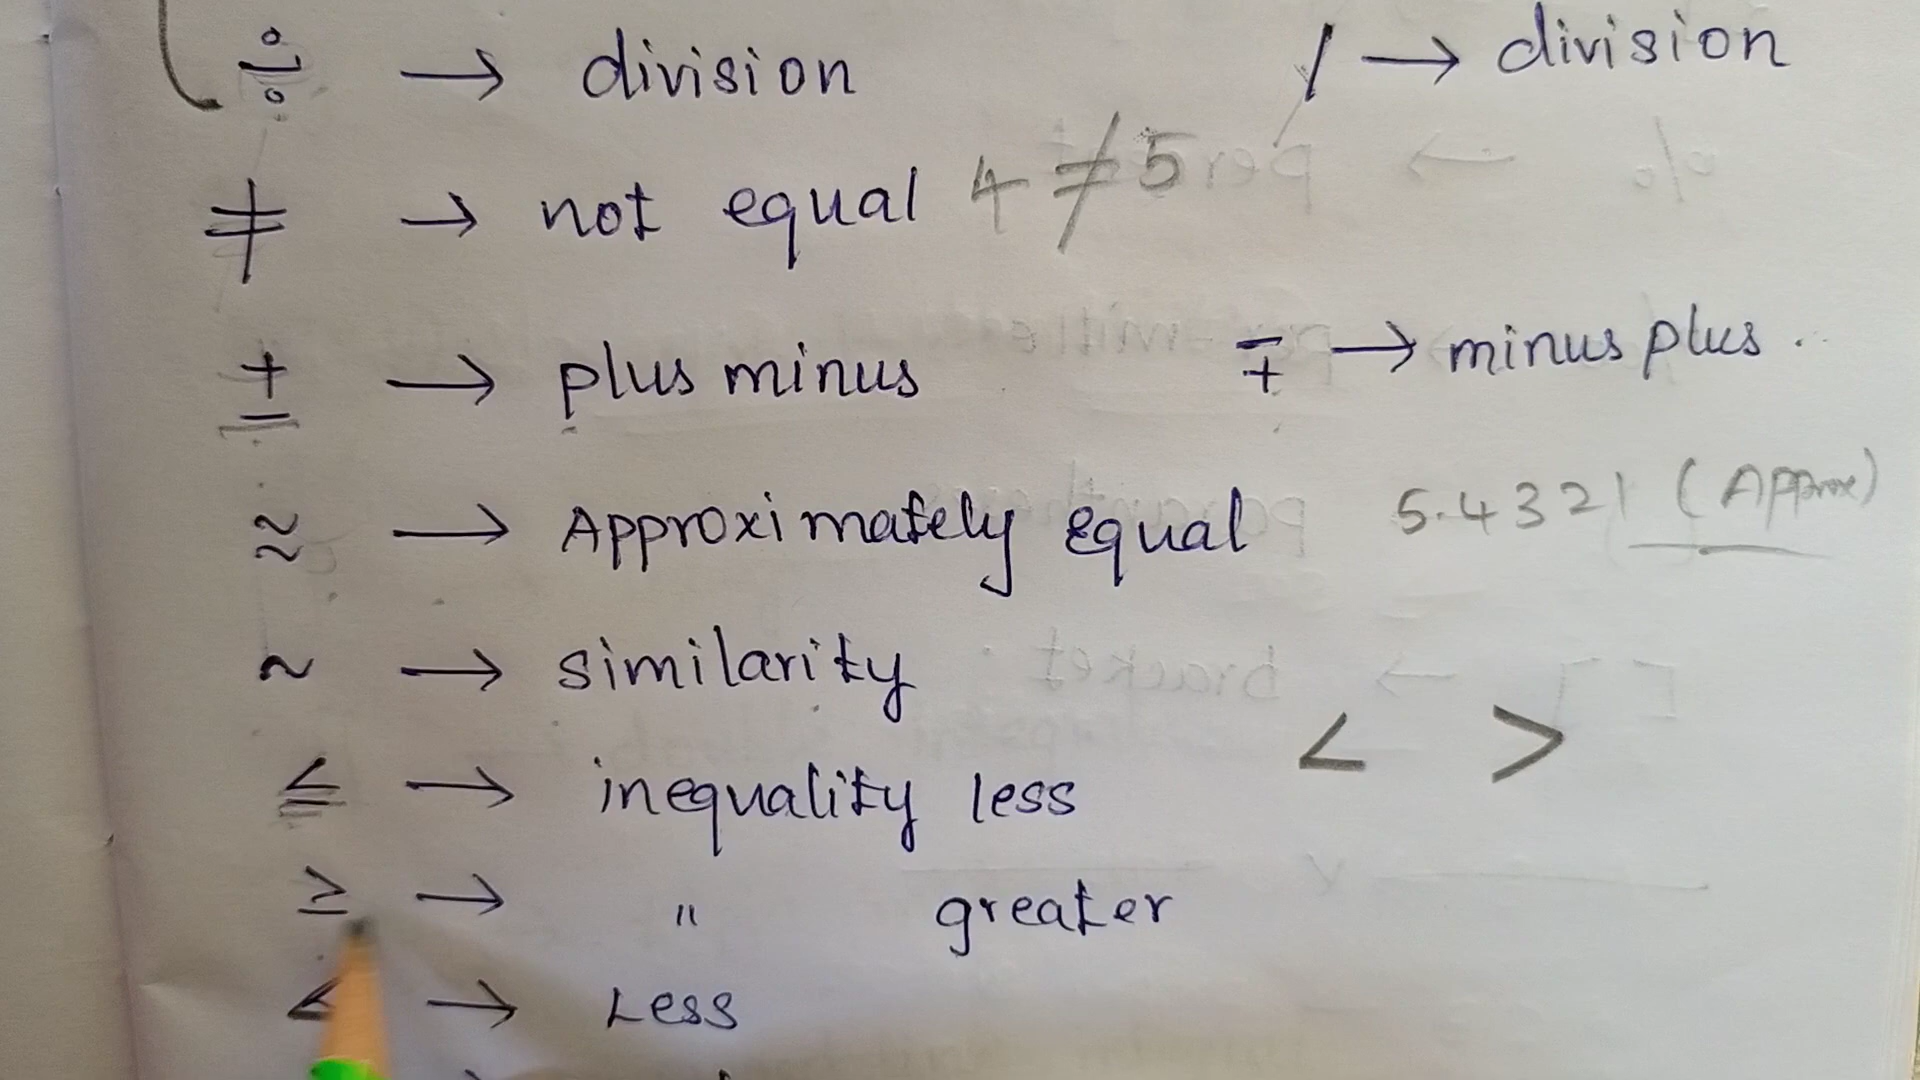 ÷ → division / → division
≠ → not equal 4 ≠ 5
± → plus minus ∓ → minus plus.
≈ → Approximately equal 5.4321 (Approx)
~ → similarity
≤ → inequality less < >
≥ → " greater
< → Less